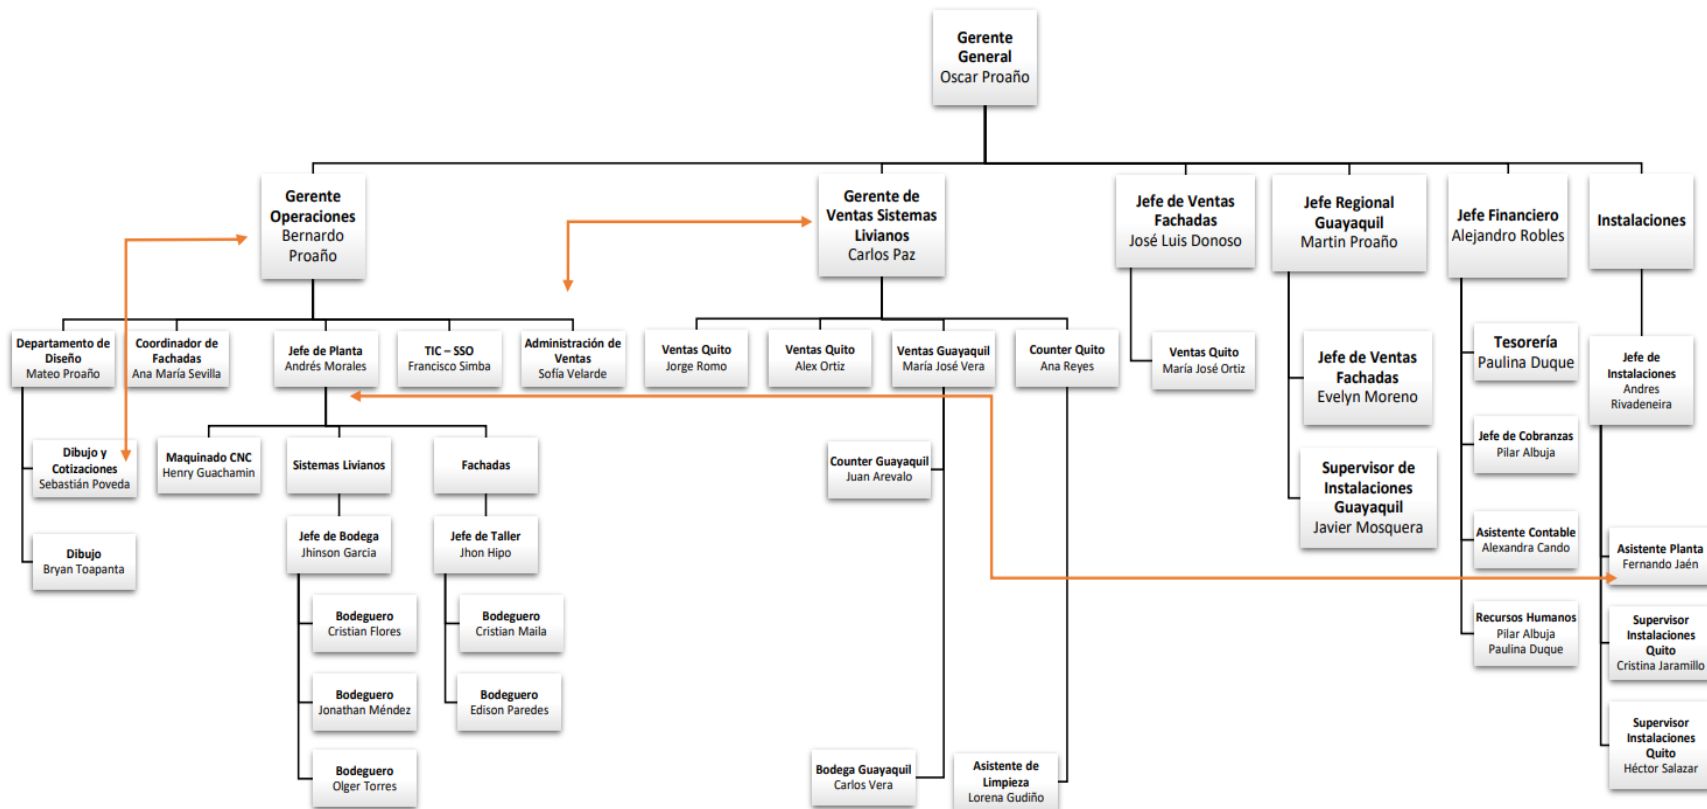 Gerente
General
Oscar Proaño
Gerente
Operaciones
Bernardo
Proaño
Gerente de
Ventas Sistemas
Livianos
Carlos Paz
Jefe de Ventas
Fachadas
José Luis Donoso
Jefe Regional
Guayaquil
Martin Proaño
Jefe Financiero
Alejandro Robles
Instalaciones
Departamento de
Diseño
Mateo Proaño
Coordinador de
Fachadas
Ana María Sevilla
Jefe de Planta
Andrés Morales
TIC – SSO
Francisco Simba
Administración de
Ventas
Sofía Velarde
Ventas Quito
Jorge Romo
Ventas Quito
Alex Ortiz
Ventas Guayaquil
María José Vera
Counter Quito
Ana Reyes
Ventas Quito
María José Ortiz
Jefe de Ventas
Fachadas
Evelyn Moreno
Tesorería
Paulina Duque
Jefe de
Instalaciones
Andres
Rivadeneira
Dibujo y
Cotizaciones
Sebastián Poveda
Maquinado CNC
Henry Guachamin
Sistemas Livianos
Fachadas
Counter Guayaquil
Juan Arevalo
Supervisor de
Instalaciones
Guayaquil
Javier Mosquera
Jefe de Cobranzas
Pilar Albuja
Dibujo
Bryan Toapanta
Jefe de Bodega
Jhinson Garcia
Jefe de Taller
Jhon Hipo
Asistente Contable
Alexandra Cando
Asistente Planta
Fernando Jaén
Bodeguero
Cristian Flores
Bodeguero
Cristian Maila
Recursos Humanos
Pilar Albuja
Paulina Duque
Supervisor
Instalaciones
Quito
Cristina Jaramillo
Bodeguero
Jonathan Méndez
Bodeguero
Edison Paredes
Supervisor
Instalaciones
Quito
Héctor Salazar
Bodeguero
Olger Torres
Bodega Guayaquil
Carlos Vera
Asistente de
Limpieza
Lorena Gudiño